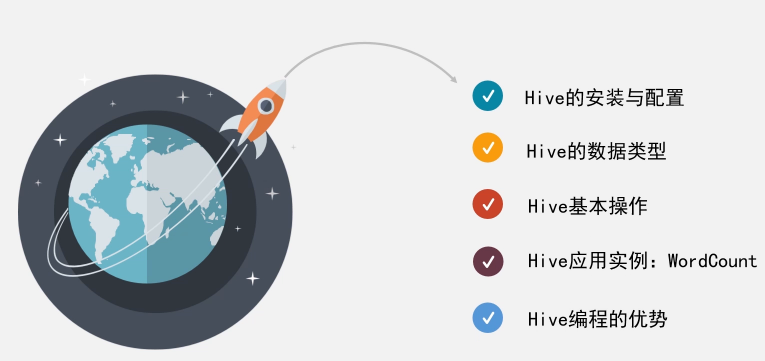 Hive的安装与配置
Hive的数据类型
Hive基本操作
Hive应用实例：WordCount
Hive编程的优势